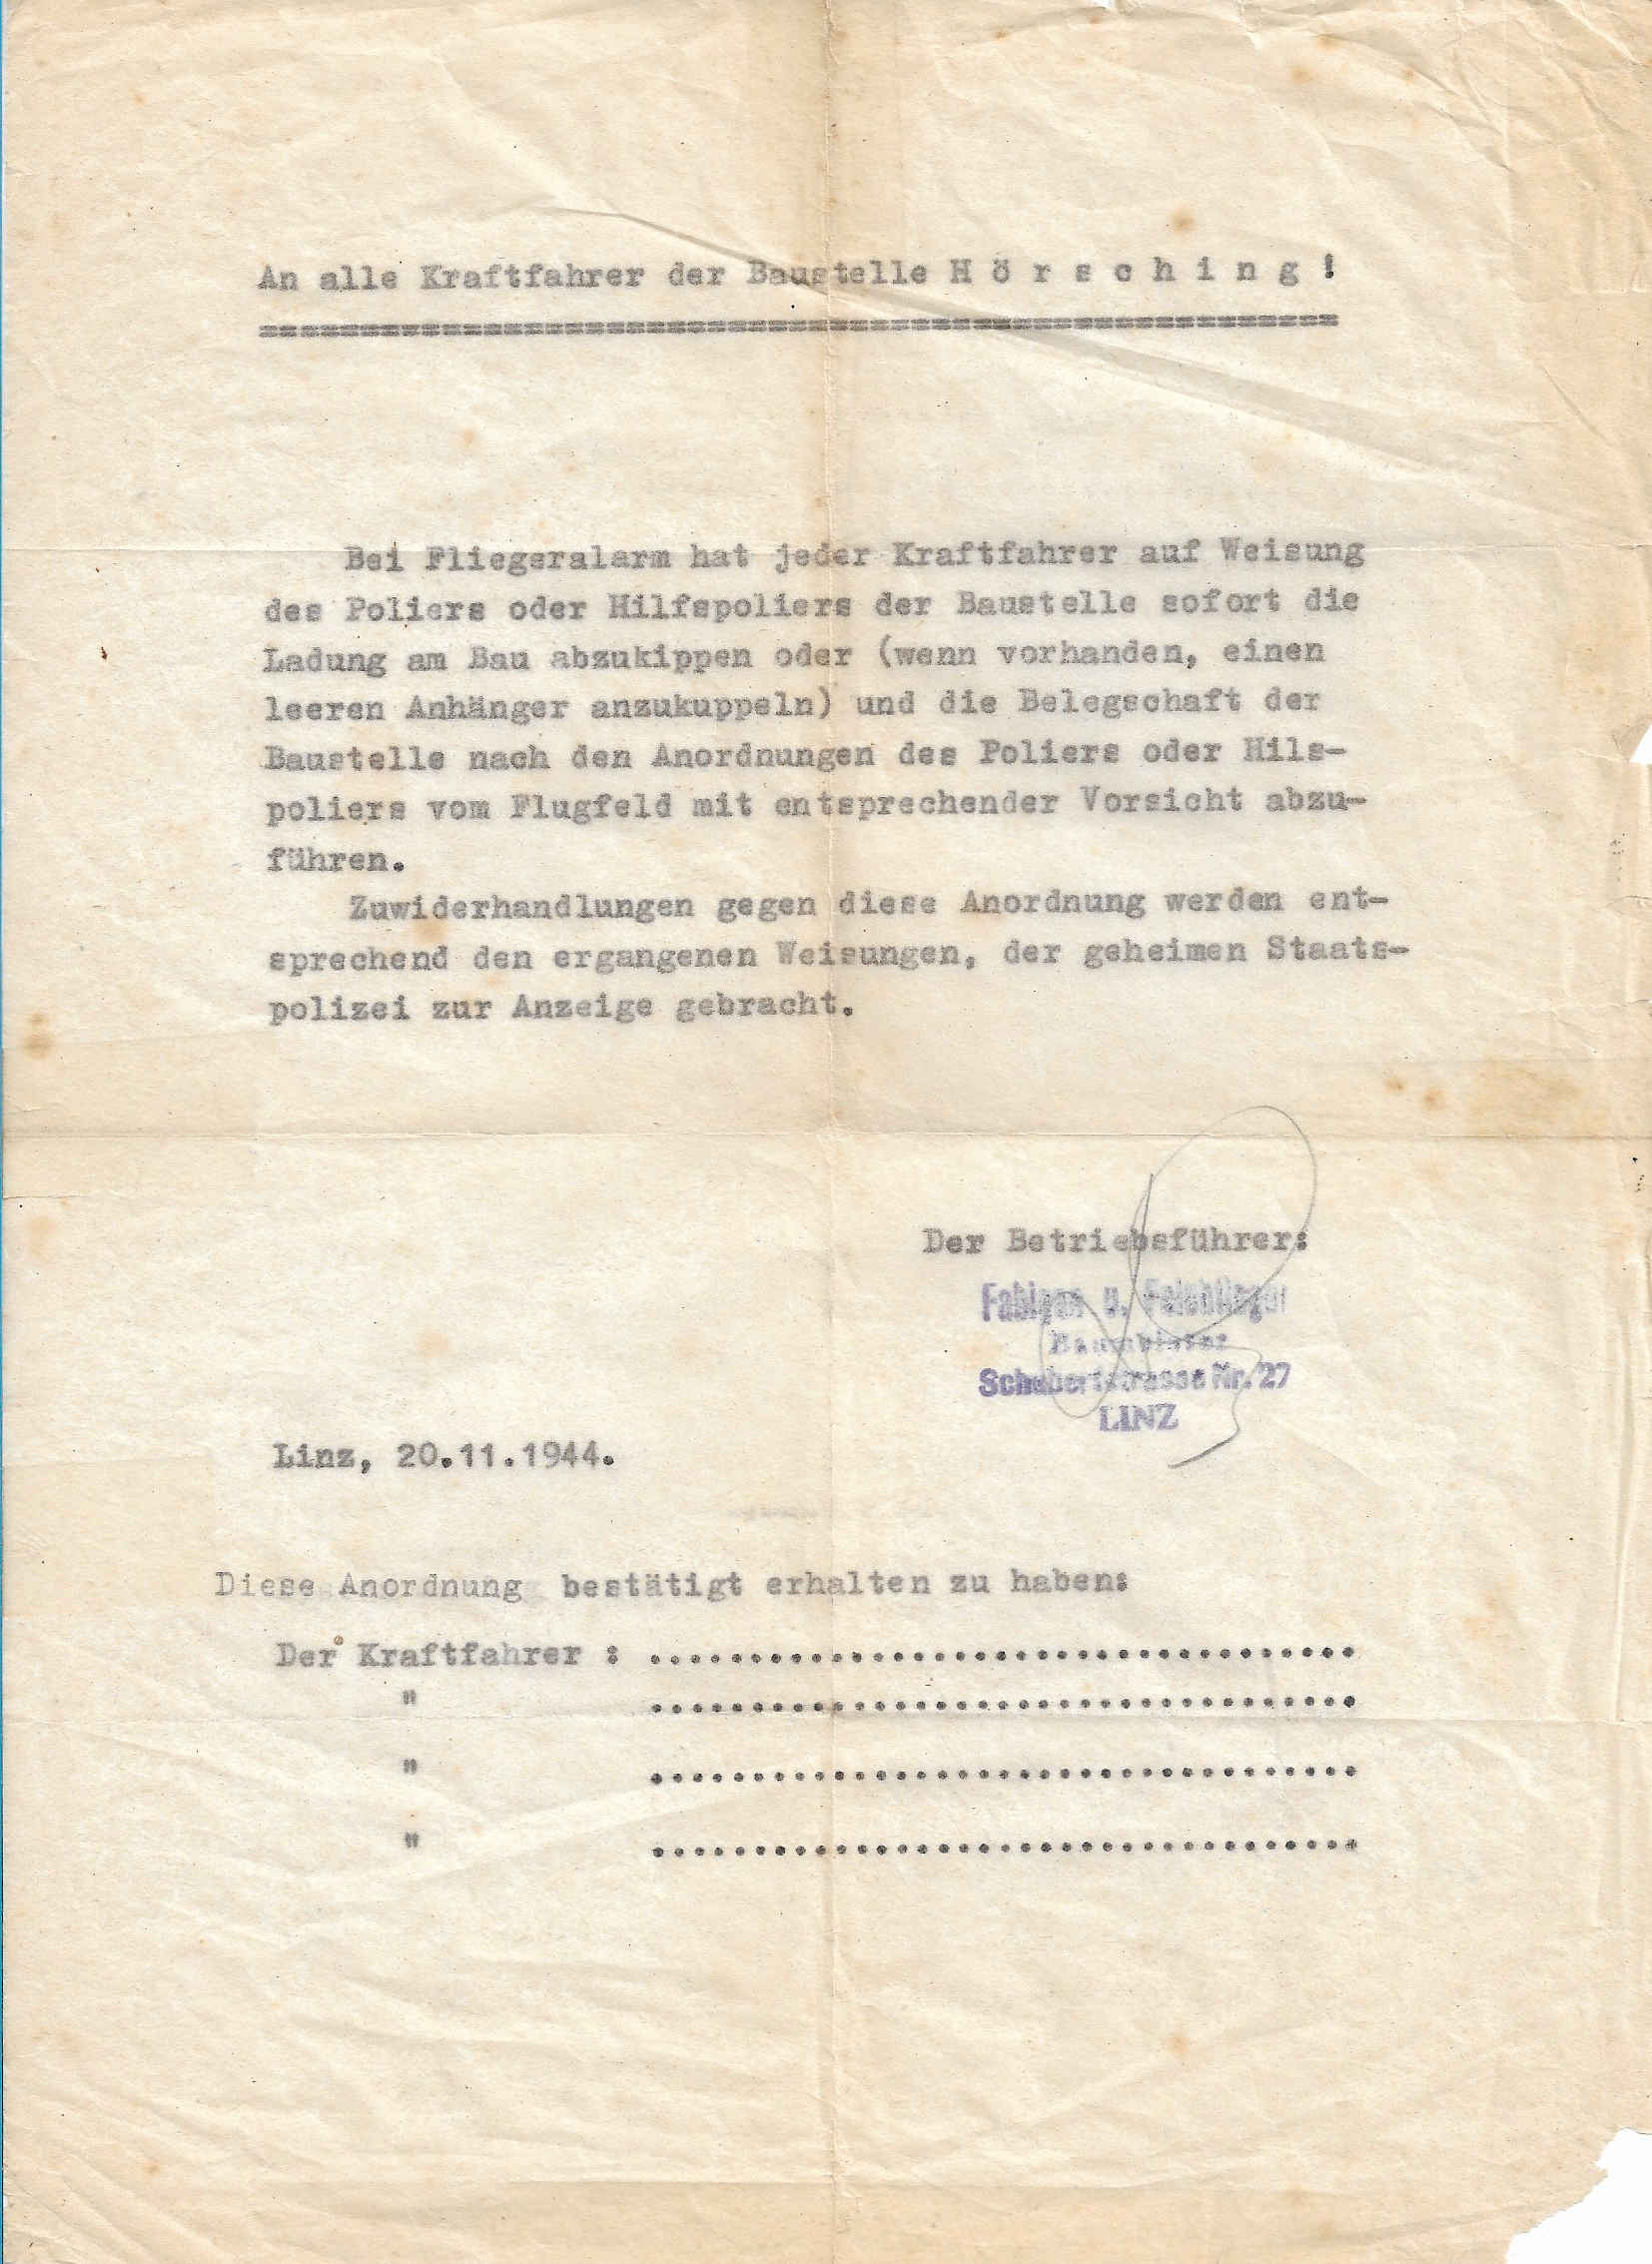 An alle Kraftfahrer der Baustelle H ö r s c h i n g !
=====================================================
Bei Fliegeralarm hat jeder Kraftfahrer auf Weisung
des Poliers oder Hilfspoliers der Baustelle sofort die
Ladung am Bau abzukippen oder (wenn vorhanden, einen
leeren Anhänger anzukuppeln) und die Belegschaft der
Baustelle nach den Anordnungen des Poliers oder Hils-
poliers vom Flugfeld mit entsprechender Vorsicht abzu-
führen.
Zuwiderhandlungen gegen diese Anordnung werden ent-
sprechend den ergangenen Weisungen, der geheimen Staats-
polizei zur Anzeige gebracht.
Der Betriebsführer:
u.
Baumeister
Schubertstrasse Nr. 27
LINZ
Linz, 20.11.1944.
Diese Anordnung bestätigt erhalten zu haben:
Der Kraftfahrer : ...................................
" ...................................
" ...................................
" ...................................